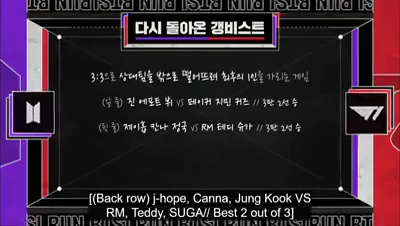 다시 돌아온 갱비스트
3:3으로 상대팀을 밖으로 떨어뜨려 최후의 1인을 가리는 게임
(앞 줄) 진 에포트 뷔 vs 페이커 지민 커즈 // 3판 2선 승
(뒷 줄) 제이홉 칸나 정국 vs RM 테디 슈가 // 3판 2선 승
[(Back row) j-hope, Canna, Jung Kook VS
RM, Teddy, SUGA// Best 2 out of 3]